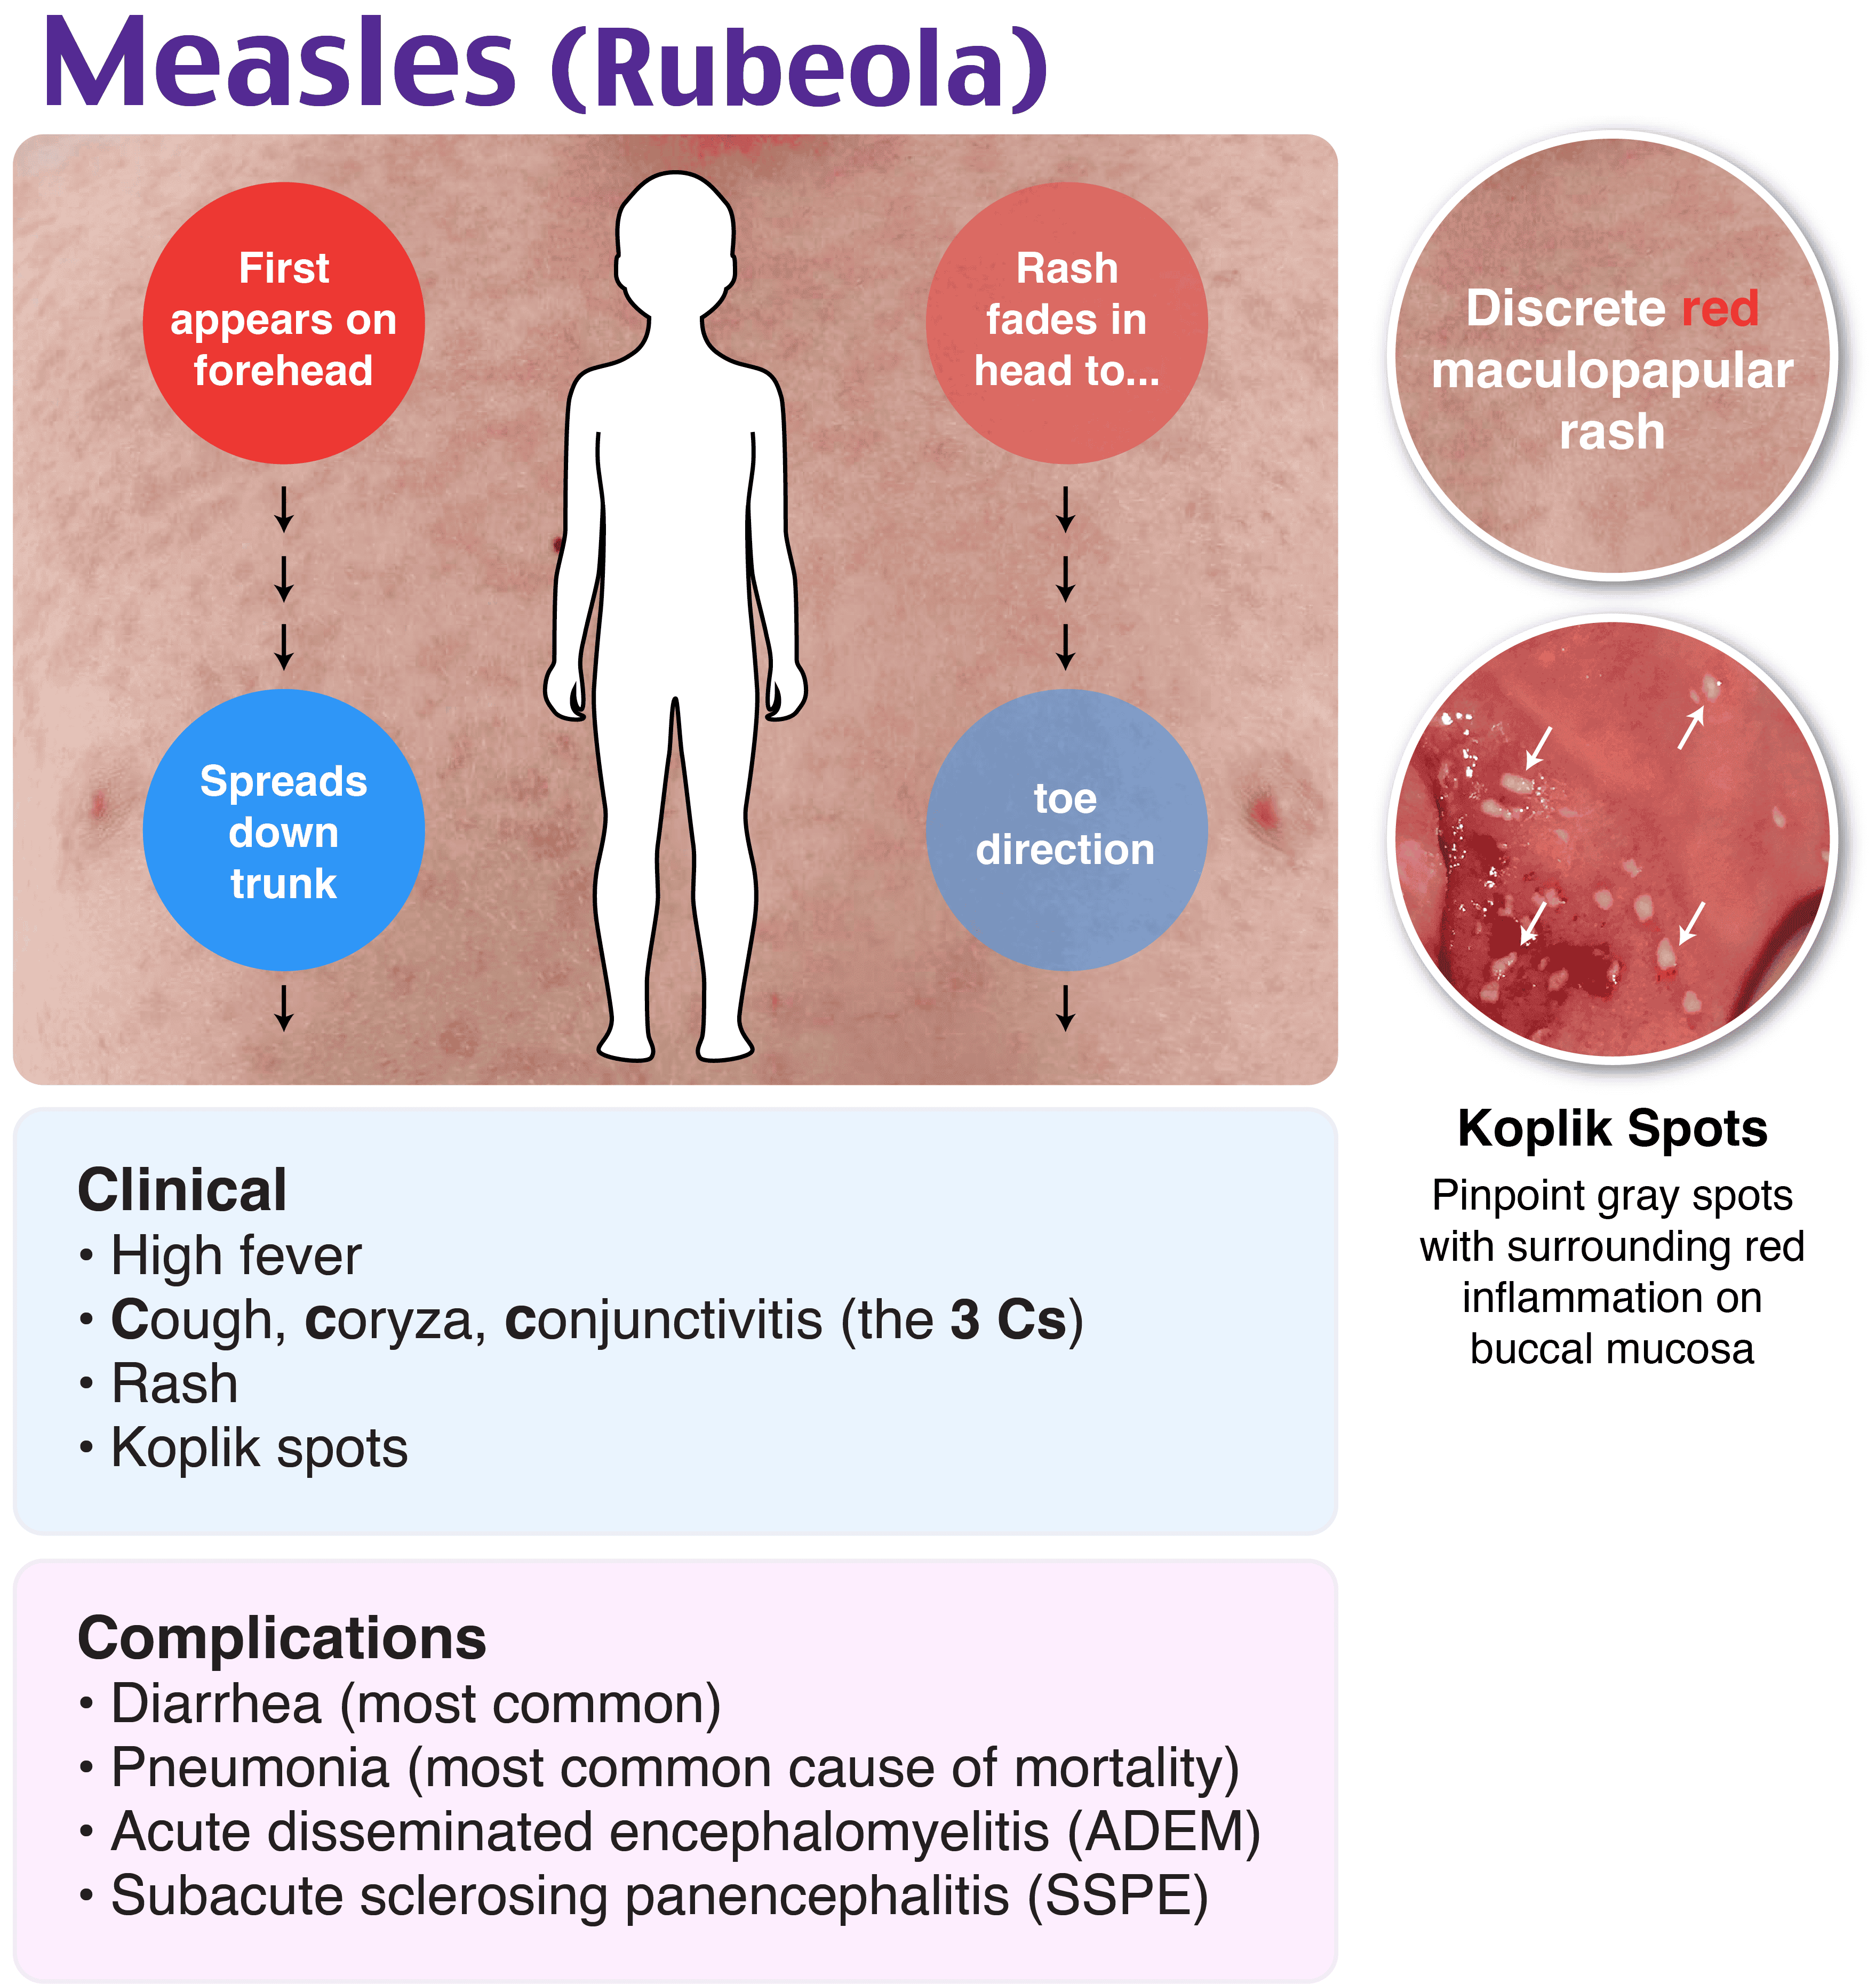 Measles (Rubeola)
First
appears on
forehead
Spreads
down
trunk
Rash
fades in
head to...
toe
direction
Discrete red
maculopapular
rash
Koplik Spots
Pinpoint gray spots
with surrounding red
inflammation on
buccal mucosa
Clinical
• High fever
• Cough, coryza, conjunctivitis (the 3 Cs)
• Rash
• Koplik spots
Complications
• Diarrhea (most common)
• Pneumonia (most common cause of mortality)
• Acute disseminated encephalomyelitis (ADEM)
• Subacute sclerosing panencephalitis (SSPE)